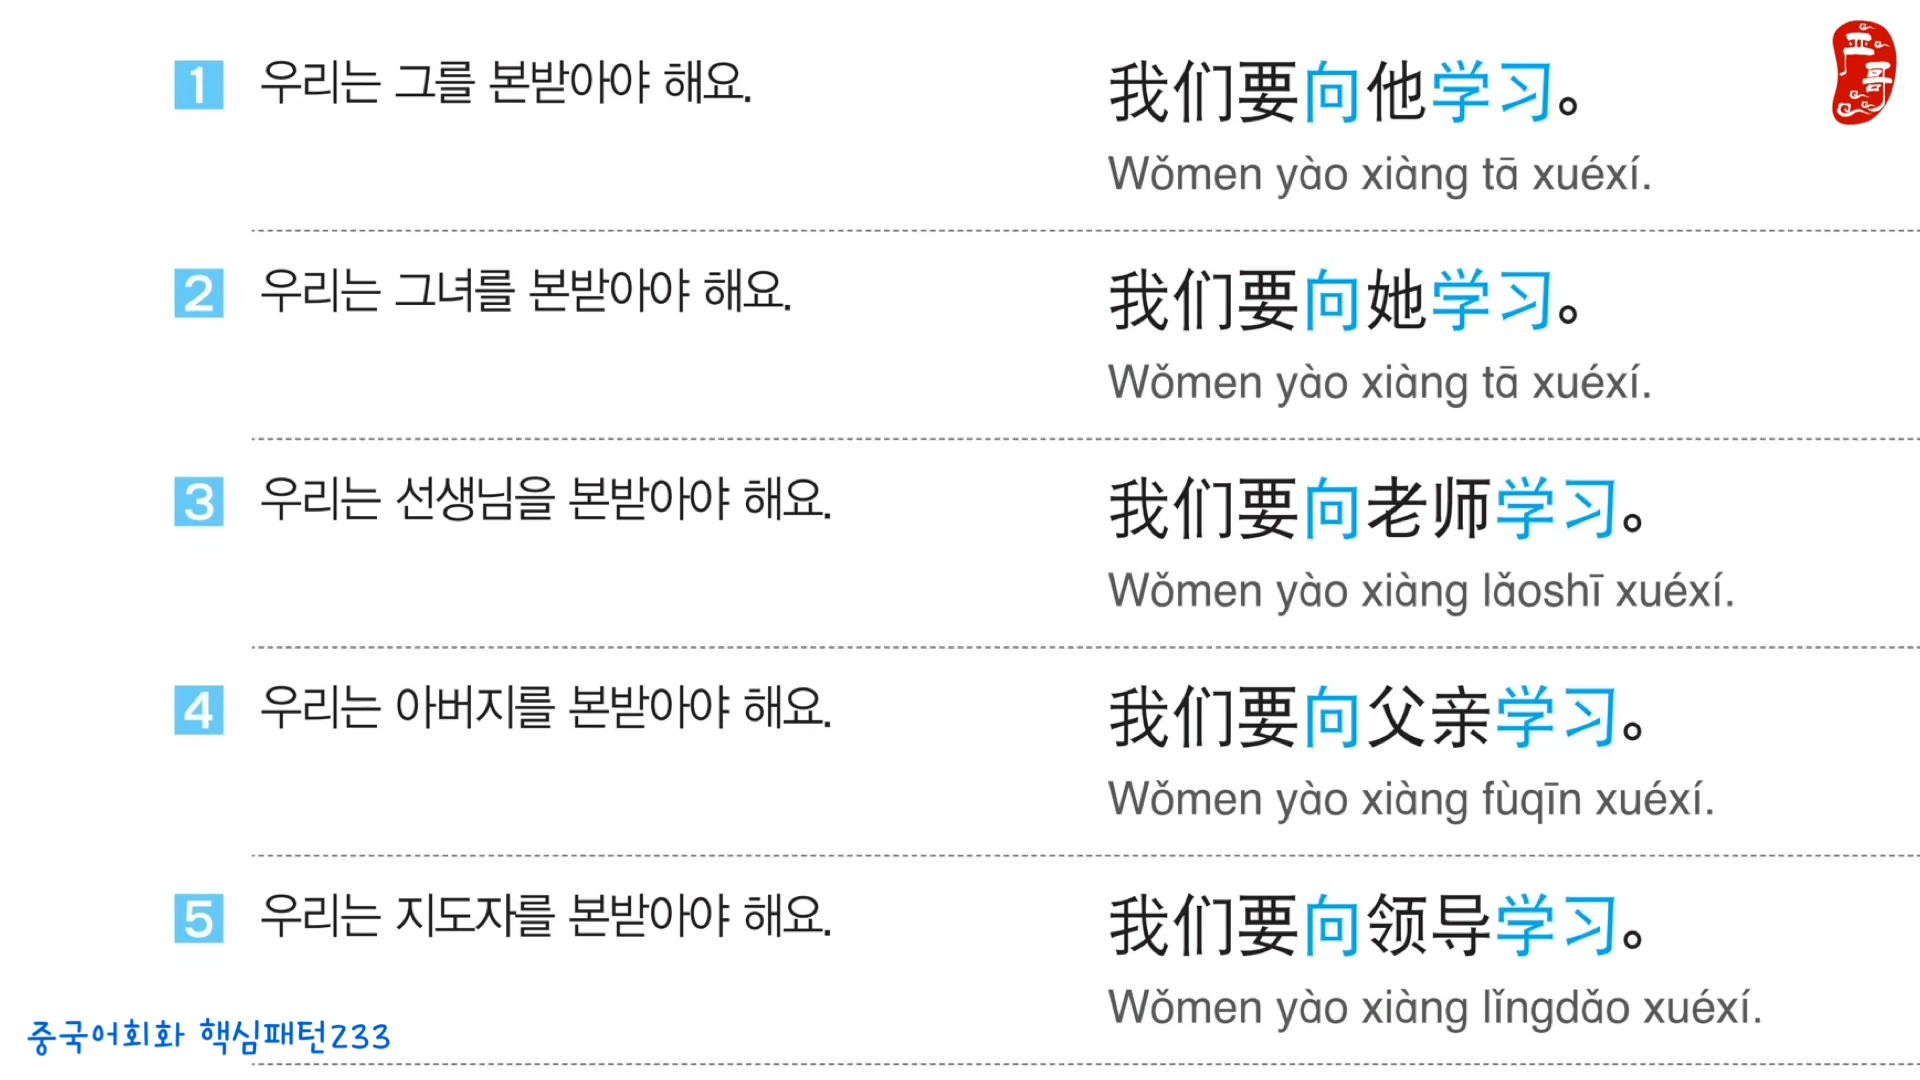 1 우리는 그를 본받아야 해요. 我们要向他学习。
Wǒmen yào xiàng tā xuéxí.
2 우리는 그녀를 본받아야 해요. 我们要向她学习。
Wǒmen yào xiàng tā xuéxí.
3 우리는 선생님을 본받아야 해요. 我们要向老师学习。
Wǒmen yào xiàng lǎoshī xuéxí.
4 우리는 아버지를 본받아야 해요. 我们要向父亲学习。
Wǒmen yào xiàng fùqīn xuéxí.
5 우리는 지도자를 본받아야 해요. 我们要向领导学习。
Wǒmen yào xiàng lǐngdǎo xuéxí.
중국어회화 핵심패턴233